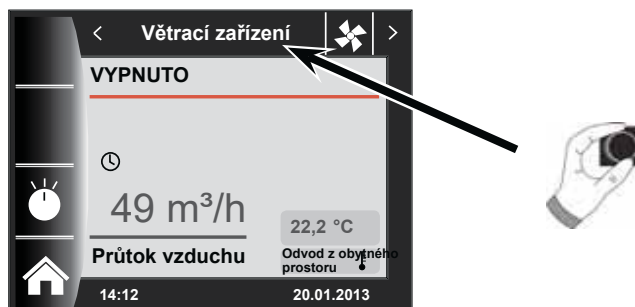 Větrací zařízení
VYPNUTO
49 m³/h
22,2 °C
Průtok vzduchu
Odvod z obytného
prostoru
14:12
20.01.2013